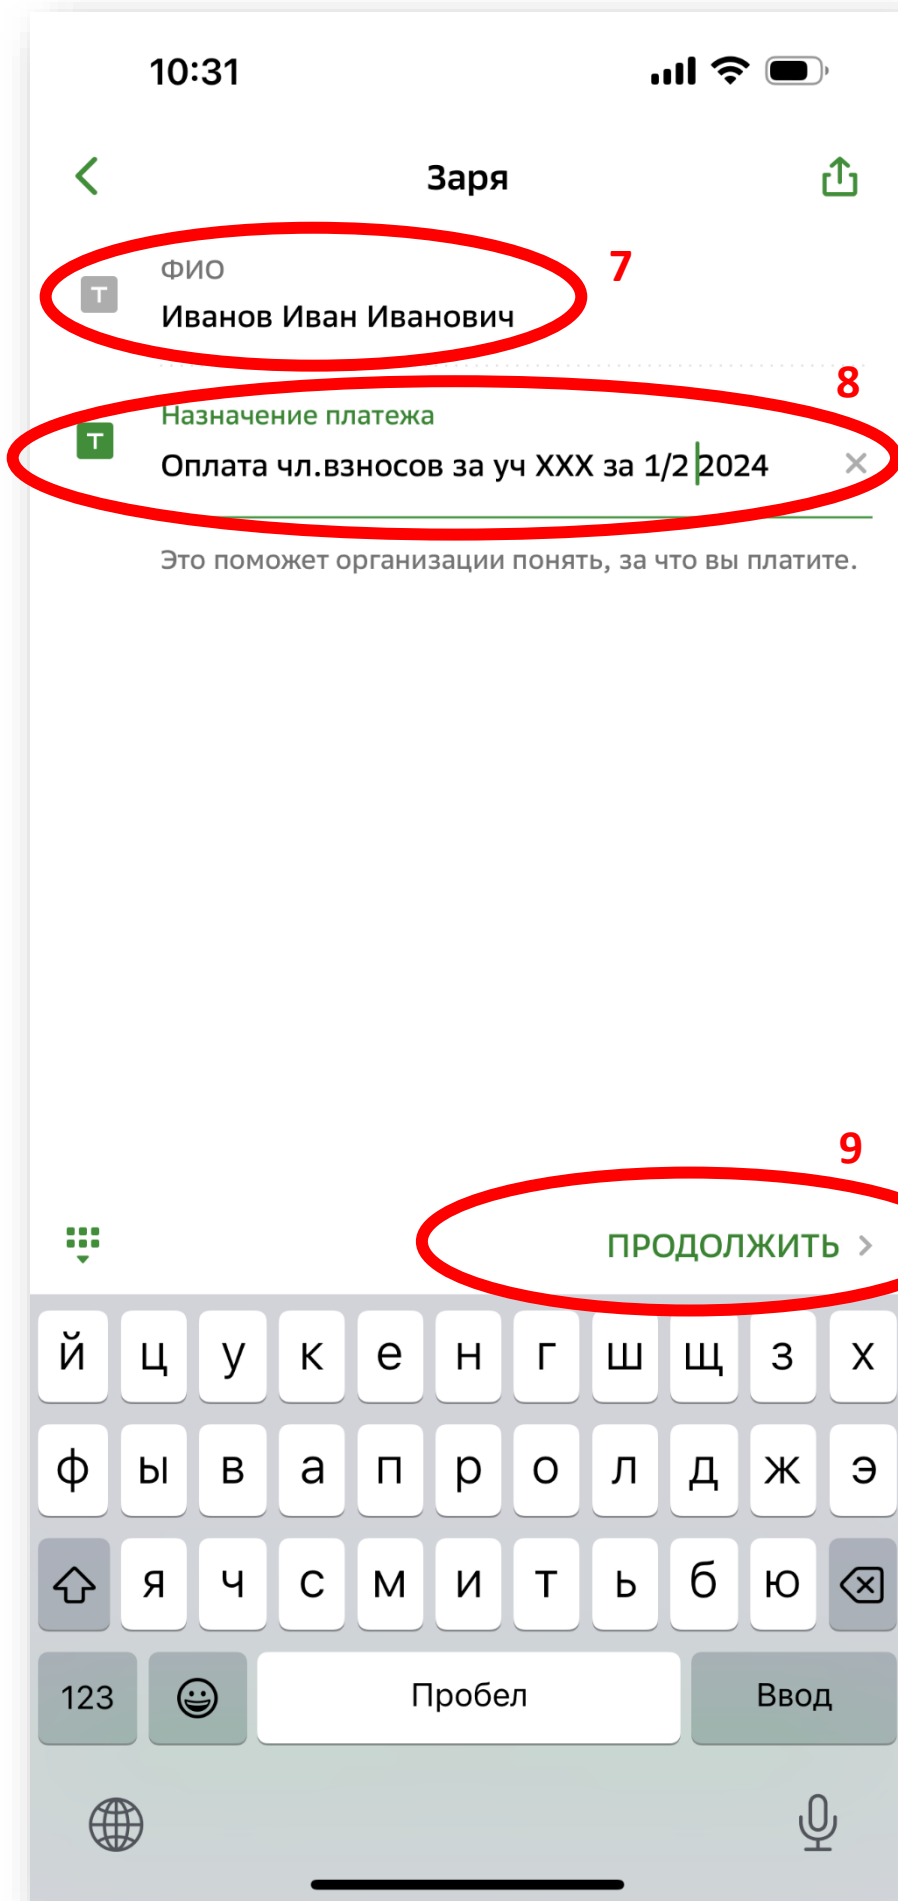 10:31
Заря
ФИО
7
Иванов Иван Иванович
8
Назначение платежа
Оплата чл.взносов за уч ХХХ за 1/2 2024
Это поможет организации понять, за что вы платите.
9
ПРОДОЛЖИТЬ
й ц у к е н г ш щ з х
ф ы в а п р о л д ж э
я ч с м и т ь б ю
123 Пробел Ввод